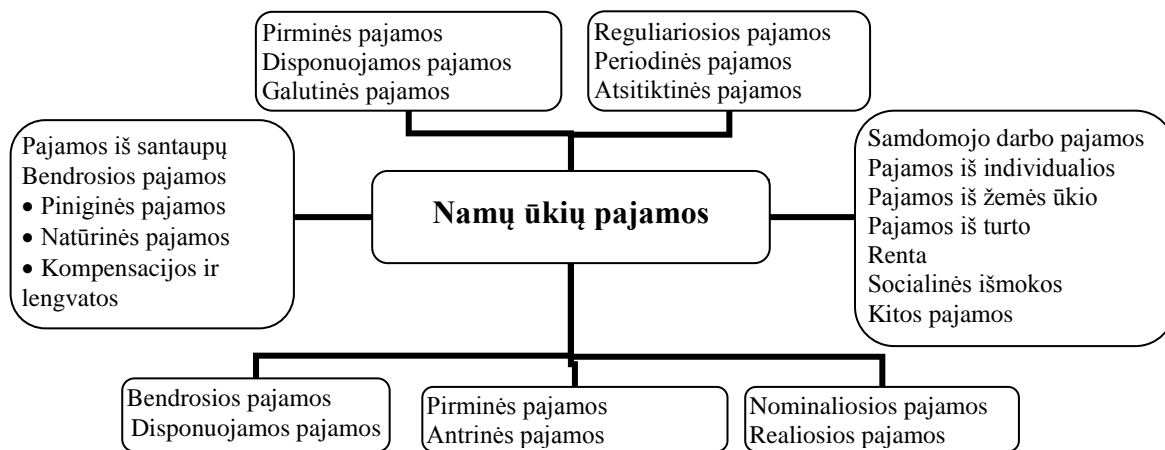 Pirminės pajamos
Disponuojamos pajamos
Galutinės pajamos
Reguliariosios pajamos
Periodinės pajamos
Atsitiktinės pajamos
Pajamos iš santaupų
Bendrosios pajamos
• Piniginės pajamos
• Natūrinės pajamos
• Kompensacijos ir
lengvatos
Namų ūkių pajamos
Samdomojo darbo pajamos
Pajamos iš individualios
Pajamos iš žemės ūkio
Pajamos iš turto
Renta
Socialinės išmokos
Kitos pajamos
Bendrosios pajamos
Disponuojamos pajamos
Pirminės pajamos
Antrinės pajamos
Nominaliosios pajamos
Realiosios pajamos